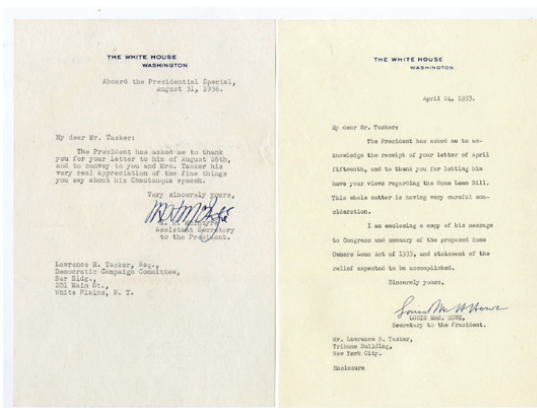 THE WHITE HOUSE
WASHINGTON
Aboard the Presidential Special,
August 31, 1936.
My dear Mr. Tasker:
The President has asked me to thank
you for your letter to him of August 26th,
and to convey to you and Mrs. Tasker his
very real appreciation of the fine things
you say about his Chautauqua speech.
Very sincerely yours,
Assistant Secretary
to the President.
Lawrence H. Tasker, Esq.,
Democratic Campaign Committee,
Bar Bldg.,
201 Main St.,
White Plains, N. Y.
THE WHITE HOUSE
WASHINGTON
April 24, 1933.
My dear Mr. Tasker:
The President has asked me to ac-
knowledge the receipt of your letter of April
fifteenth, and to thank you for letting him
have your views regarding the Home Loan Bill.
This whole matter is having very careful con-
sideration.
I am enclosing a copy of his message
to Congress and summary of the proposed Home
Owners Loan Act of 1933, and statement of the
relief expected to be accomplished.
Sincerely yours,
Louis McH Howe
LOUIS McH. HOWE,
Secretary to the President.
Mr. Lawrence H. Tasker,
Tribune Building,
New York City.
Enclosure